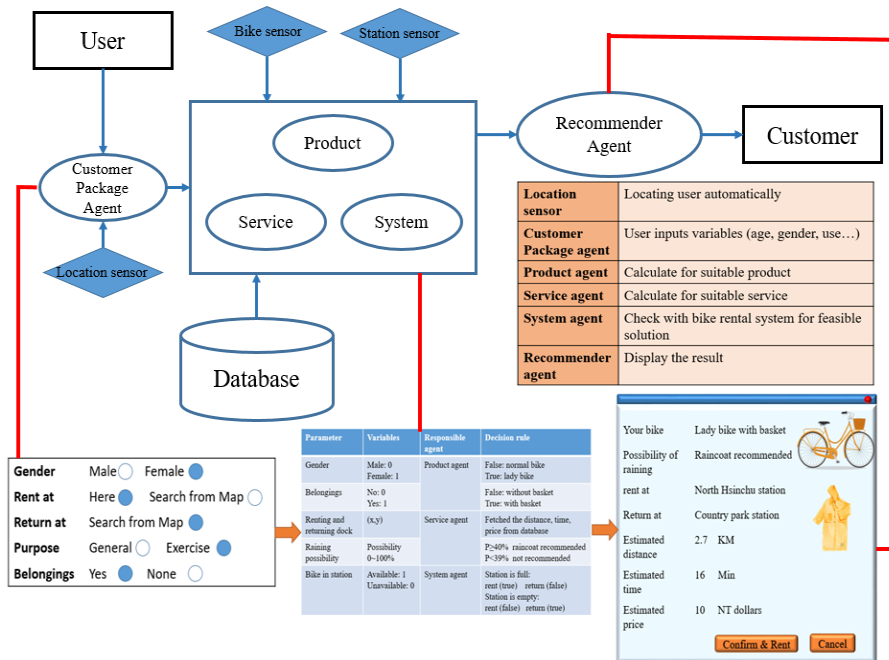 User
Bike sensor
Station sensor
Customer
Package
Agent
Product
Service
System
Recommender
Agent
Customer
Location sensor
Database
Location
sensor
Locating user automatically
Customer
Package agent
User inputs variables (age, gender, use…)
Product agent
Calculate for suitable product
Service agent
Calculate for suitable service
System agent
Check with bike rental system for feasible
solution
Recommender
agent
Display the result
Gender Male Female
Rent at Here Search from Map
Return at Search from Map
Purpose General Exercise
Belongings Yes None
Parameter Variables Responsible
agent
Decision rule
Gender
Male: 0
Female: 1
Product agent
False: normal bike
True: lady bike
Belongings
No: 0
Yes: 1
False: without basket
True: with basket
Renting and
returning dock
(x,y)
Service agent
Fetched the distance, time,
price from database
Raining
possibility
Possibility
0~100%
P≥40% raincoat recommended
P<39% not recommended
Bike in station
Available: 1
Unavailable: 0
System agent
Station is full:
rent (true) return (false)
Station is empty:
rent (false) return (true)
Your bike Lady bike with basket
Possibility of
raining
Raincoat recommended
rent at North Hsinchu station
Return at Country park station
Estimated
distance
2.7 KM
Estimated
time
16 Min
Estimated
price
10 NT dollars
Confirm & Rent Cancel